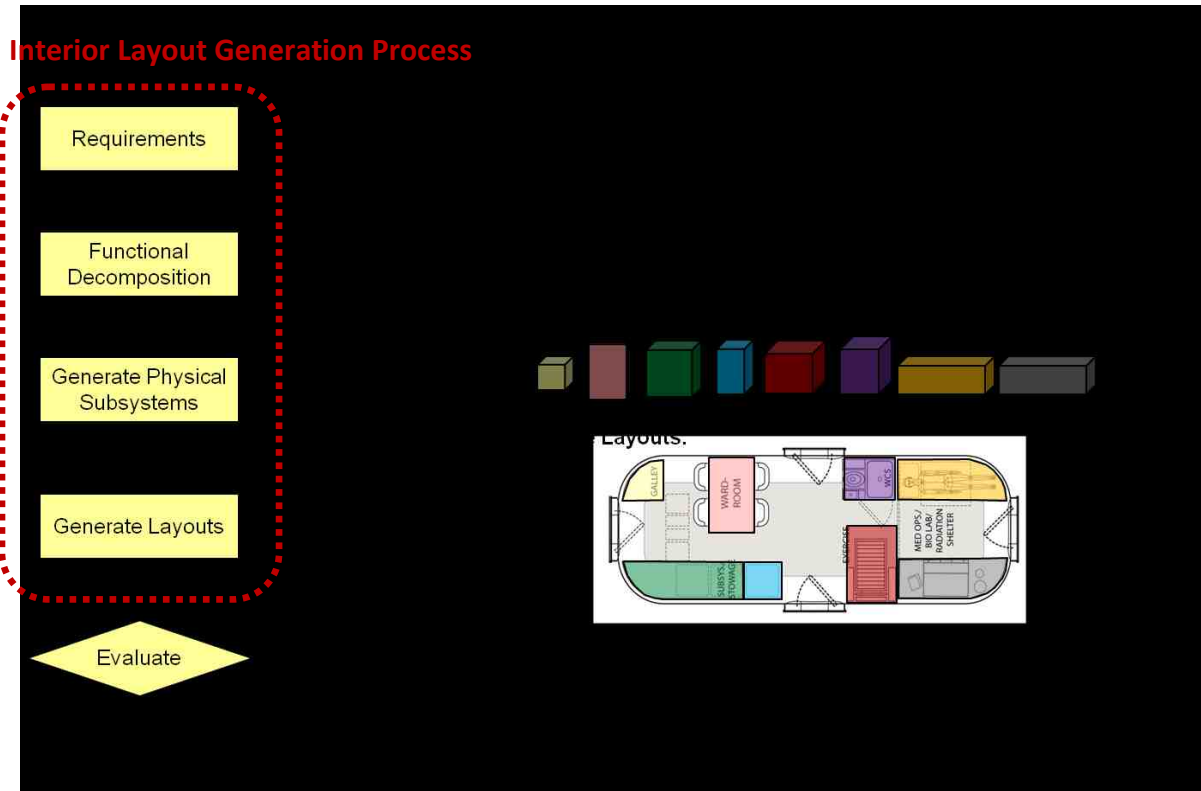 Interior Layout Generation Process
Requirements
Functional
Decomposition
Generate Physical
Subsystems
Layouts:
GALLEY
WARD-
ROOM
WCS
EXERCISE
MED OPS./
BIO LAB/
RADIATION
SHELTER
SUBSYS./
STOWAGE
Generate Layouts
Evaluate